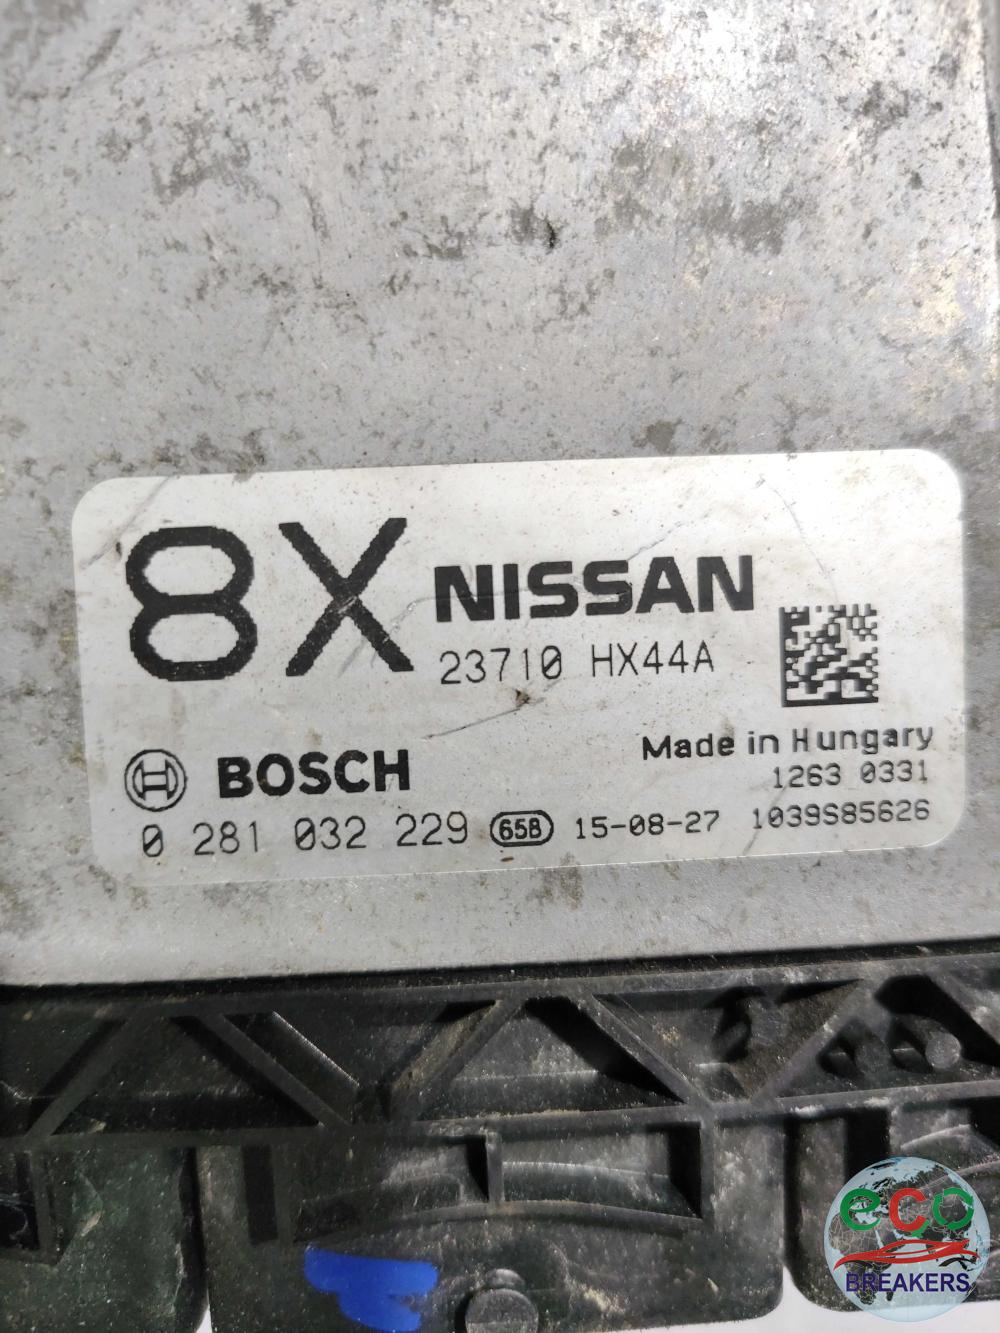 8X NISSAN
23710 HX44A
Made in Hungary
BOSCH
1263 0331
0 281 032 229 65B 15-08-27 1039S85626
eco
BREAKERS